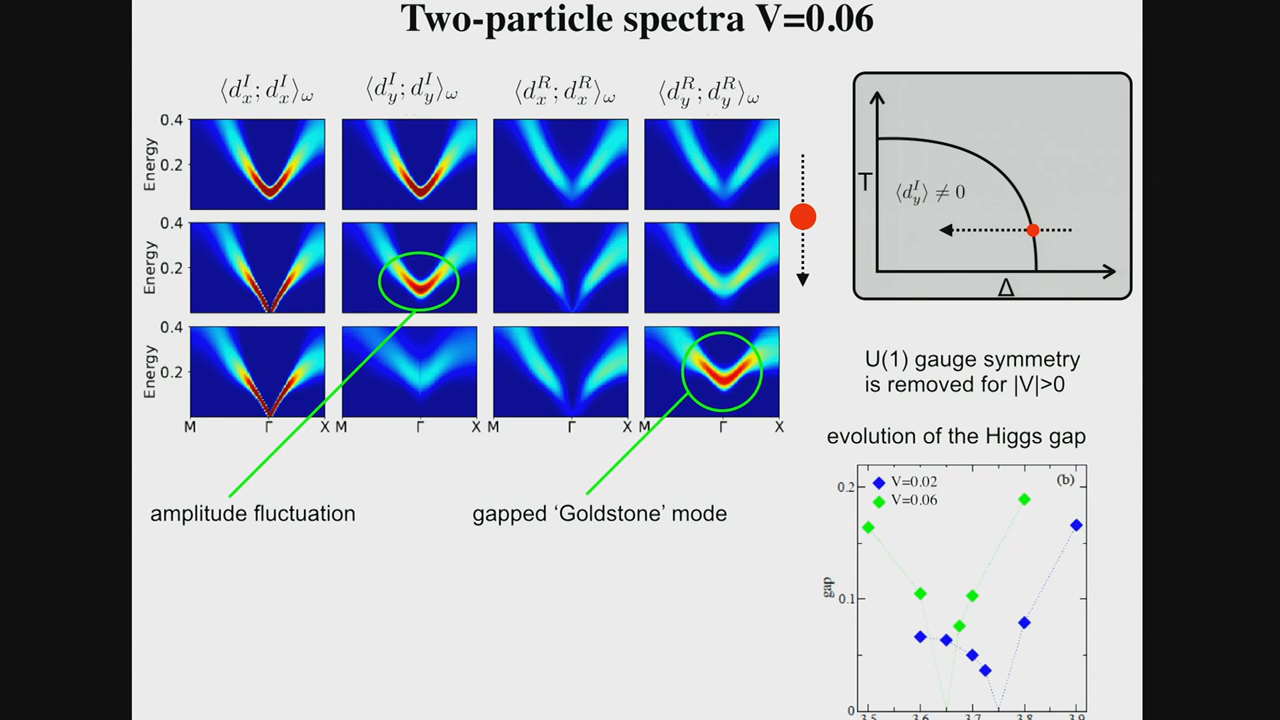 Two-particle spectra V=0.06
⟨d_x^I; d_x^I⟩_ω ⟨d_y^I; d_y^I⟩_ω ⟨d_x^R; d_x^R⟩_ω ⟨d_y^R; d_y^R⟩_ω
Energy 0.4 0.2
Energy 0.4 0.2
Energy 0.4 0.2
M Γ X M Γ X M Γ X M Γ X
amplitude fluctuation
gapped ‘Goldstone’ mode
T
⟨d_y^I⟩ ≠ 0
Δ
U(1) gauge symmetry
is removed for |V|>0
evolution of the Higgs gap
(b)
V=0.02
V=0.06
gap
0.2
0.1
0
3.5 3.6 3.7 3.8 3.9